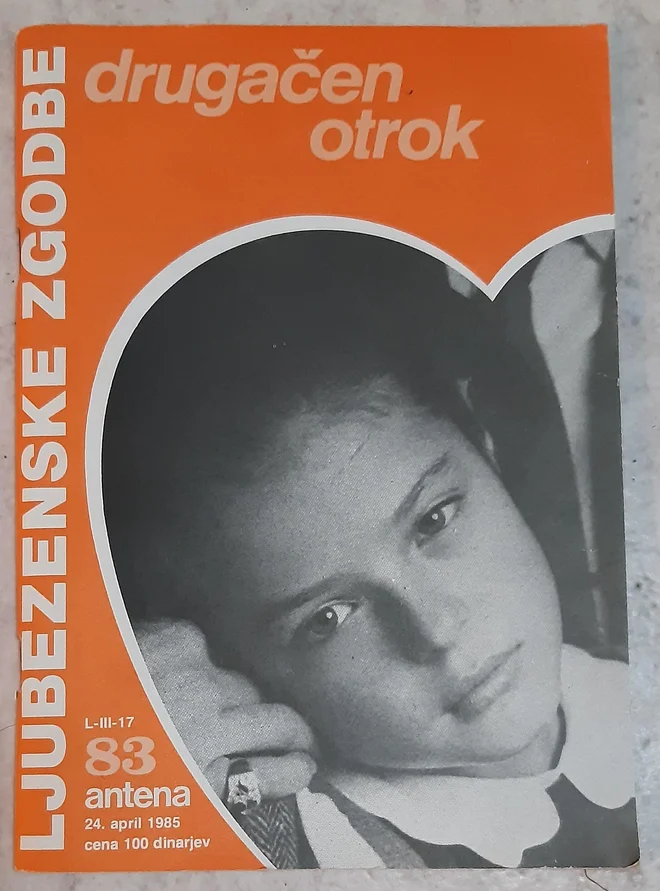 LJUBEZENSKE ZGODBE
drugačen
otrok
L-III-17
83
antena
24. april 1985
cena 100 dinarjev